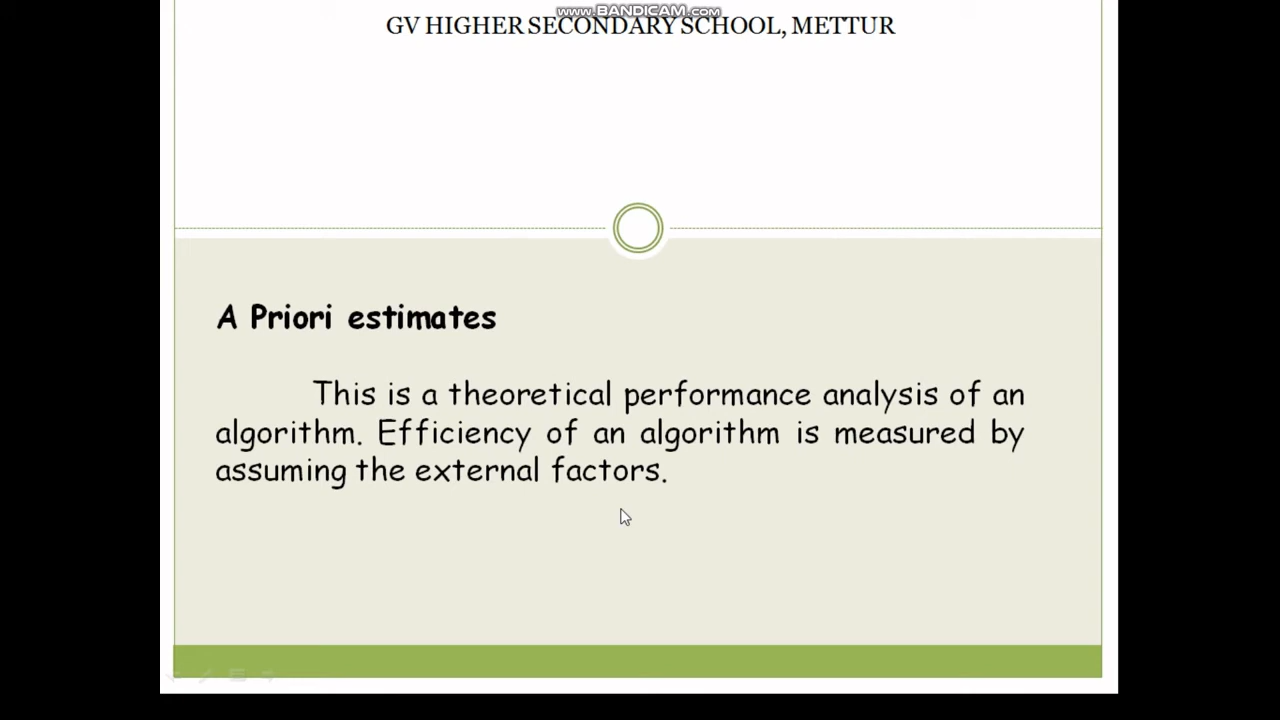 www.BANDICAM.com
GV HIGHER SECONDARY SCHOOL, METTUR
A Priori estimates
This is a theoretical performance analysis of an
algorithm. Efficiency of an algorithm is measured by
assuming the external factors.